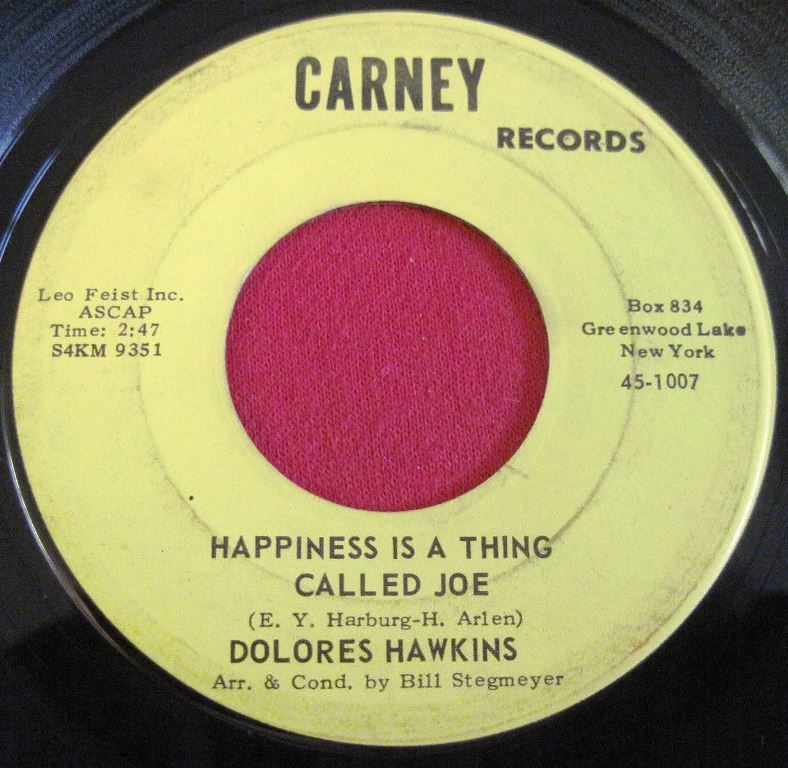 CARNEY
RECORDS
Leo Feist Inc.
ASCAP
Time: 2:47
S4KM 9351
Box 834
Greenwood Lake
New York
45-1007
HAPPINESS IS A THING
CALLED JOE
(E. Y. Harburg-H. Arlen)
DOLORES HAWKINS
Arr. & Cond. by Bill Stegmeyer